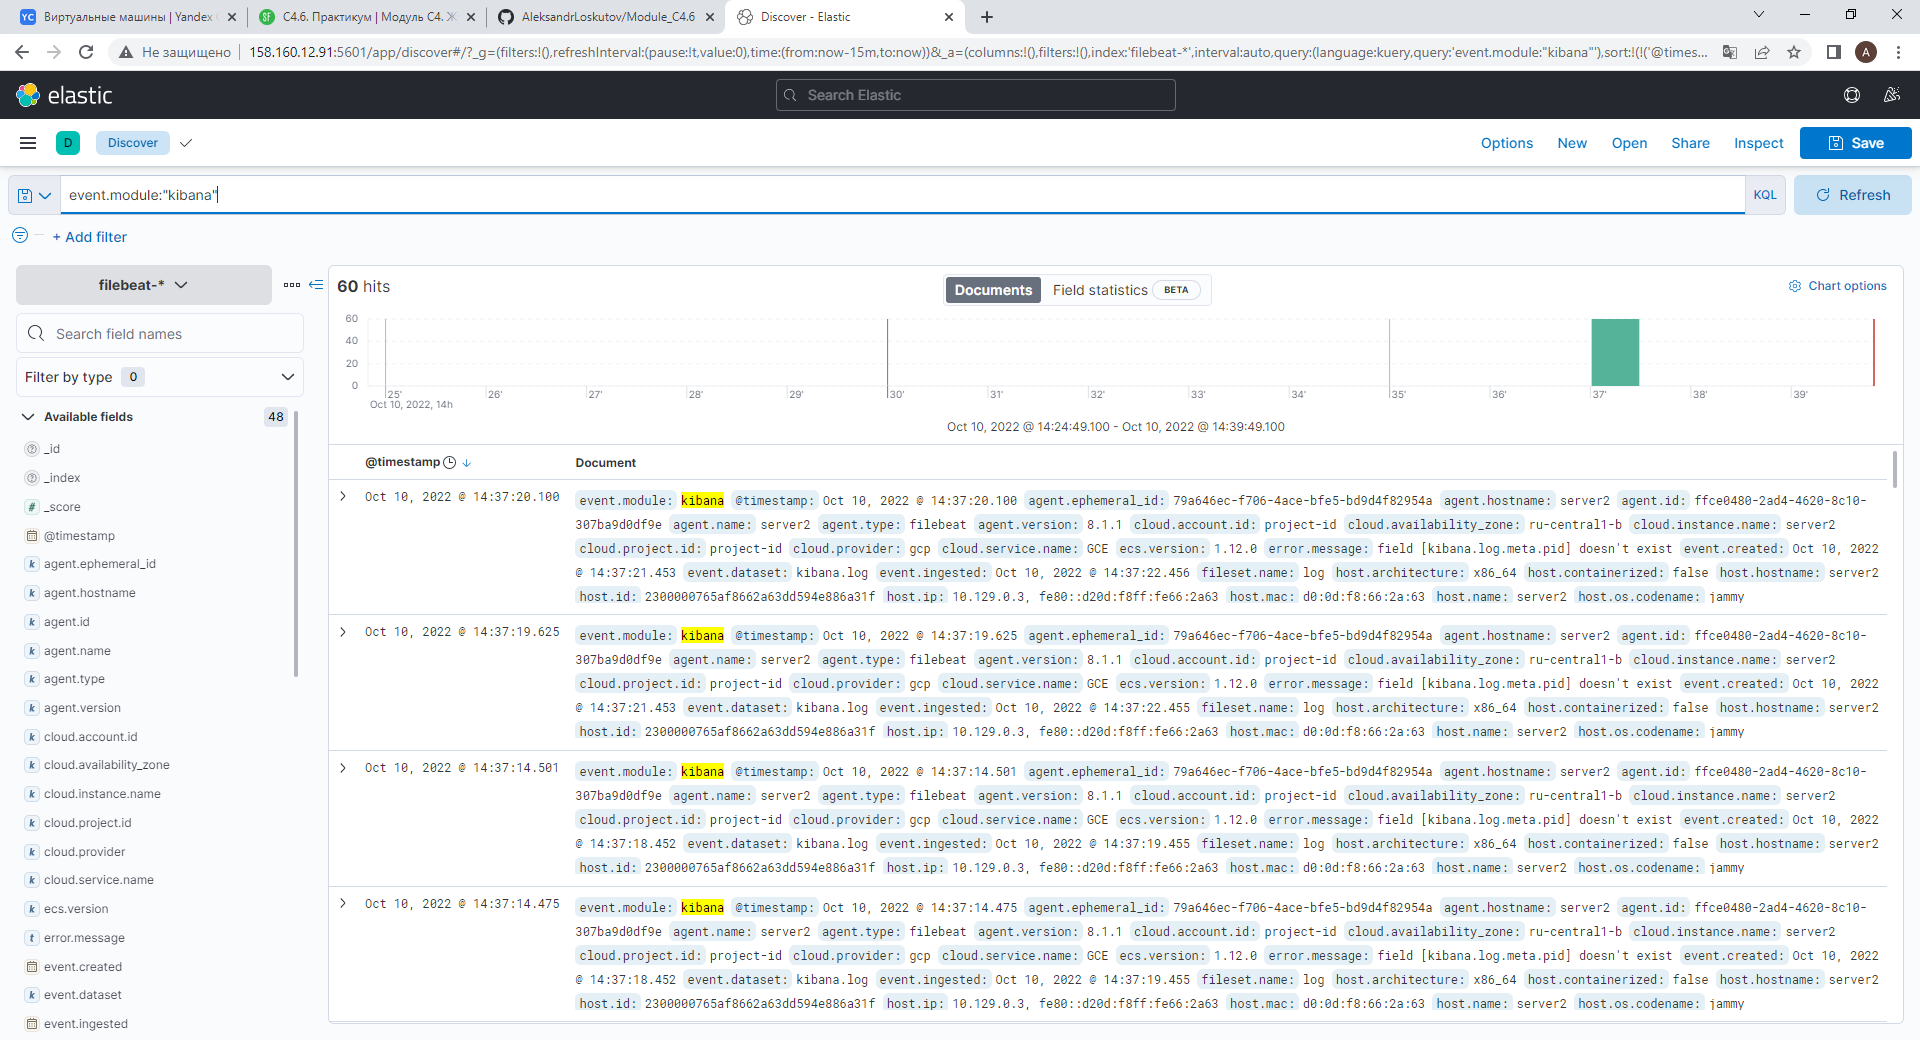 Виртуальные машины | Yandex C
С4.6. Практикум | Модуль С4. Ж
AleksandrLoskutov/Module_C4.6
Discover - Elastic
Не защищено
158.160.12.91:5601/app/discover#/?_g=(filters:!(),refreshInterval:(pause:!t,value:0),time:(from:now-15m,to:now))&_a=(columns:!(),filters:!(),index:'filebeat-*',interval:auto,query:(language:kuery,query:'event.module:"kibana"'),sort:!(!('@times...
A
elastic
Search Elastic
D
Discover
Options
New
Open
Share
Inspect
Save
event.module:"kibana"
KQL
Refresh
+ Add filter
filebeat-*
60 hits
Documents
Field statistics
BETA
Chart options
Search field names
Filter by type 0
Available fields 48
_id
_index
_score
@timestamp
agent.ephemeral_id
agent.hostname
agent.id
agent.name
agent.type
agent.version
cloud.account.id
cloud.availability_zone
cloud.instance.name
cloud.project.id
cloud.provider
cloud.service.name
ecs.version
error.message
event.created
event.dataset
event.ingested
60
40
20
0
25' 26' 27' 28' 29' 30' 31' 32' 33' 34' 35' 36' 37' 38' 39'
Oct 10, 2022, 14h
Oct 10, 2022 @ 14:24:49.100 - Oct 10, 2022 @ 14:39:49.100
@timestamp
Document
Oct 10, 2022 @ 14:37:20.100
event.module: kibana @timestamp: Oct 10, 2022 @ 14:37:20.100 agent.ephemeral_id: 79a646ec-f706-4ace-bfe5-bd9d4f82954a agent.hostname: server2 agent.id: ffce0480-2ad4-4620-8c10-
307ba9d0df9e agent.name: server2 agent.type: filebeat agent.version: 8.1.1 cloud.account.id: project-id cloud.availability_zone: ru-central1-b cloud.instance.name: server2
cloud.project.id: project-id cloud.provider: gcp cloud.service.name: GCE ecs.version: 1.12.0 error.message: field [kibana.log.meta.pid] doesn't exist event.created: Oct 10, 2022
@ 14:37:21.453 event.dataset: kibana.log event.ingested: Oct 10, 2022 @ 14:37:22.456 fileset.name: log host.architecture: x86_64 host.containerized: false host.hostname: server2
host.id: 2300000765af8662a63dd594e886a31f host.ip: 10.129.0.3, fe80::d20d:f8ff:fe66:2a63 host.mac: d0:0d:f8:66:2a:63 host.name: server2 host.os.codename: jammy
Oct 10, 2022 @ 14:37:19.625
event.module: kibana @timestamp: Oct 10, 2022 @ 14:37:19.625 agent.ephemeral_id: 79a646ec-f706-4ace-bfe5-bd9d4f82954a agent.hostname: server2 agent.id: ffce0480-2ad4-4620-8c10-
307ba9d0df9e agent.name: server2 agent.type: filebeat agent.version: 8.1.1 cloud.account.id: project-id cloud.availability_zone: ru-central1-b cloud.instance.name: server2
cloud.project.id: project-id cloud.provider: gcp cloud.service.name: GCE ecs.version: 1.12.0 error.message: field [kibana.log.meta.pid] doesn't exist event.created: Oct 10, 2022
@ 14:37:21.453 event.dataset: kibana.log event.ingested: Oct 10, 2022 @ 14:37:22.455 fileset.name: log host.architecture: x86_64 host.containerized: false host.hostname: server2
host.id: 2300000765af8662a63dd594e886a31f host.ip: 10.129.0.3, fe80::d20d:f8ff:fe66:2a63 host.mac: d0:0d:f8:66:2a:63 host.name: server2 host.os.codename: jammy
Oct 10, 2022 @ 14:37:14.501
event.module: kibana @timestamp: Oct 10, 2022 @ 14:37:14.501 agent.ephemeral_id: 79a646ec-f706-4ace-bfe5-bd9d4f82954a agent.hostname: server2 agent.id: ffce0480-2ad4-4620-8c10-
307ba9d0df9e agent.name: server2 agent.type: filebeat agent.version: 8.1.1 cloud.account.id: project-id cloud.availability_zone: ru-central1-b cloud.instance.name: server2
cloud.project.id: project-id cloud.provider: gcp cloud.service.name: GCE ecs.version: 1.12.0 error.message: field [kibana.log.meta.pid] doesn't exist event.created: Oct 10, 2022
@ 14:37:18.452 event.dataset: kibana.log event.ingested: Oct 10, 2022 @ 14:37:19.455 fileset.name: log host.architecture: x86_64 host.containerized: false host.hostname: server2
host.id: 2300000765af8662a63dd594e886a31f host.ip: 10.129.0.3, fe80::d20d:f8ff:fe66:2a63 host.mac: d0:0d:f8:66:2a:63 host.name: server2 host.os.codename: jammy
Oct 10, 2022 @ 14:37:14.475
event.module: kibana @timestamp: Oct 10, 2022 @ 14:37:14.475 agent.ephemeral_id: 79a646ec-f706-4ace-bfe5-bd9d4f82954a agent.hostname: server2 agent.id: ffce0480-2ad4-4620-8c10-
307ba9d0df9e agent.name: server2 agent.type: filebeat agent.version: 8.1.1 cloud.account.id: project-id cloud.availability_zone: ru-central1-b cloud.instance.name: server2
cloud.project.id: project-id cloud.provider: gcp cloud.service.name: GCE ecs.version: 1.12.0 error.message: field [kibana.log.meta.pid] doesn't exist event.created: Oct 10, 2022
@ 14:37:18.452 event.dataset: kibana.log event.ingested: Oct 10, 2022 @ 14:37:19.455 fileset.name: log host.architecture: x86_64 host.containerized: false host.hostname: server2
host.id: 2300000765af8662a63dd594e886a31f host.ip: 10.129.0.3, fe80::d20d:f8ff:fe66:2a63 host.mac: d0:0d:f8:66:2a:63 host.name: server2 host.os.codename: jammy